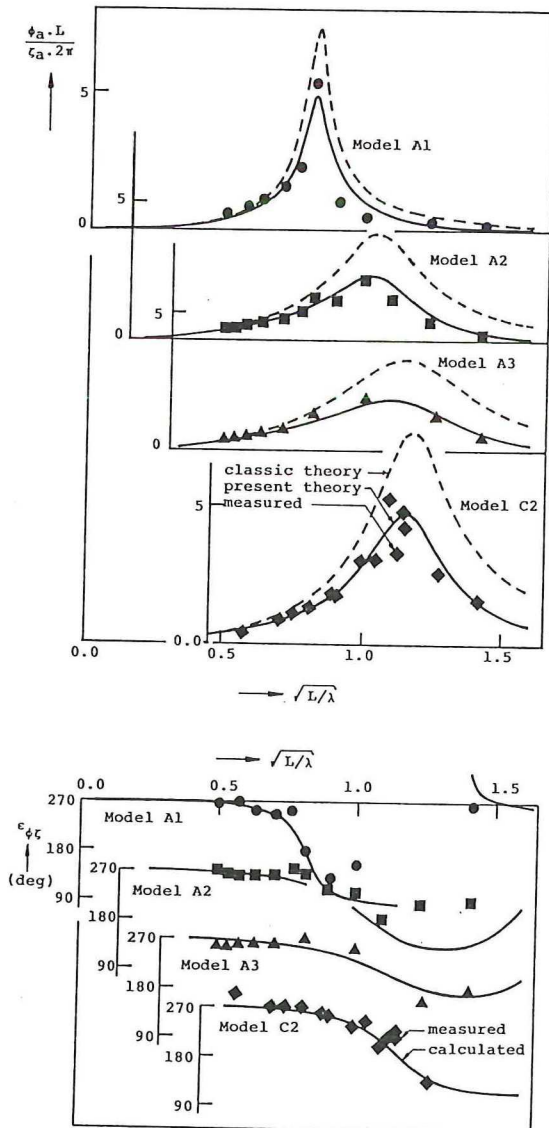 ϕa.L
ζa.2π
5
Model A1
5
0
Model A2
5
0
Model A3
0
classic theory
present theory
measured
Model C2
5
0.0
0.0 0.5 1.0 1.5
√L/λ
√L/λ
0.0 0.5 1.0 1.5
270
Model A1
εϕζ
180
(deg)
270
90
Model A2
180
270
90
Model A3
180
270
90
Model C2
measured
180
calculated
90